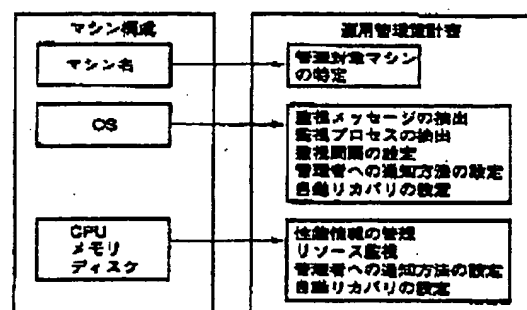 マシン構成
運用管理設計書
マシン名
管理対象マシン
の特定
OS
監視メッセージの抽出
監視プロセスの抽出
監視間隔の設定
管理者への通知方法の設定
自動リカバリの設定
CPU
メモリ
ディスク
性能情報の管理
リソース監視
管理者への通知方法の設定
自動リカバリの設定